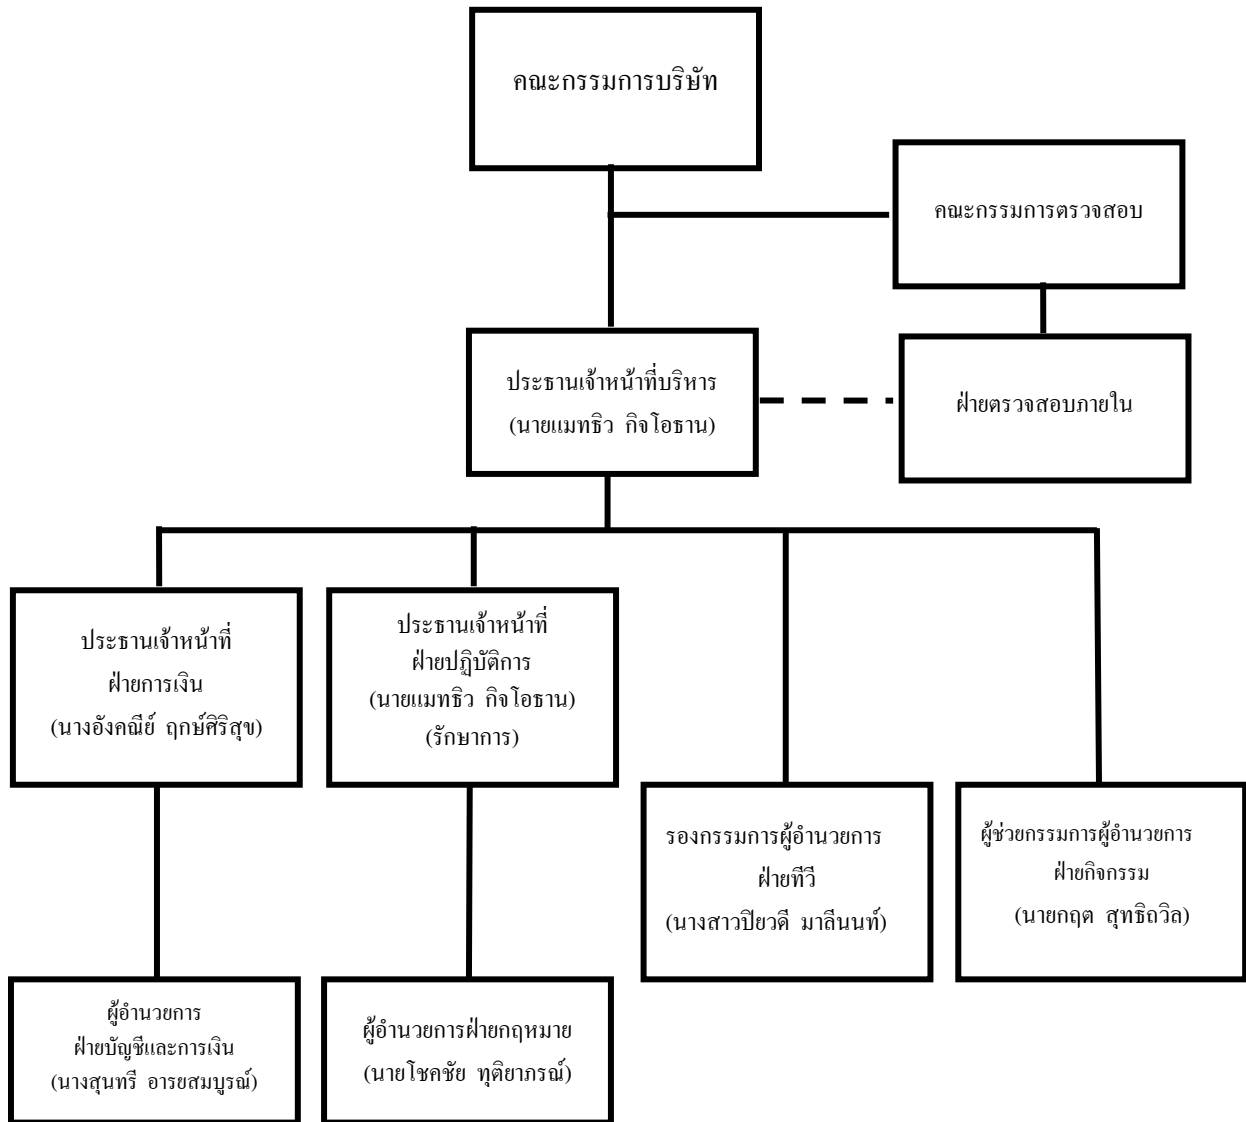 คณะกรรมการบริษัท
คณะกรรมการตรวจสอบ
ประธานเจ้าหน้าที่บริหาร
(นายแมทธิว กิจโอธาน)
ฝ่ายตรวจสอบภายใน
ประธานเจ้าหน้าที่
ฝ่ายการเงิน
(นางอังคณีย์ ฤกษ์ศิริสุข)
ประธานเจ้าหน้าที่
ฝ่ายปฏิบัติการ
(นายแมทธิว กิจโอธาน)
(รักษาการ)
รองกรรมการผู้อำนวยการ
ฝ่ายทีวี
(นางสาวปิยวดี มาลีนนท์)
ผู้ช่วยกรรมการผู้อำนวยการ
ฝ่ายกิจกรรม
(นายกฤต สุทธิถวิล)
ผู้อำนวยการ
ฝ่ายบัญชีและการเงิน
(นางสุนทรี อารยสมบูรณ์)
ผู้อำนวยการฝ่ายกฎหมาย
(นายโชคชัย ทุติยาภรณ์)